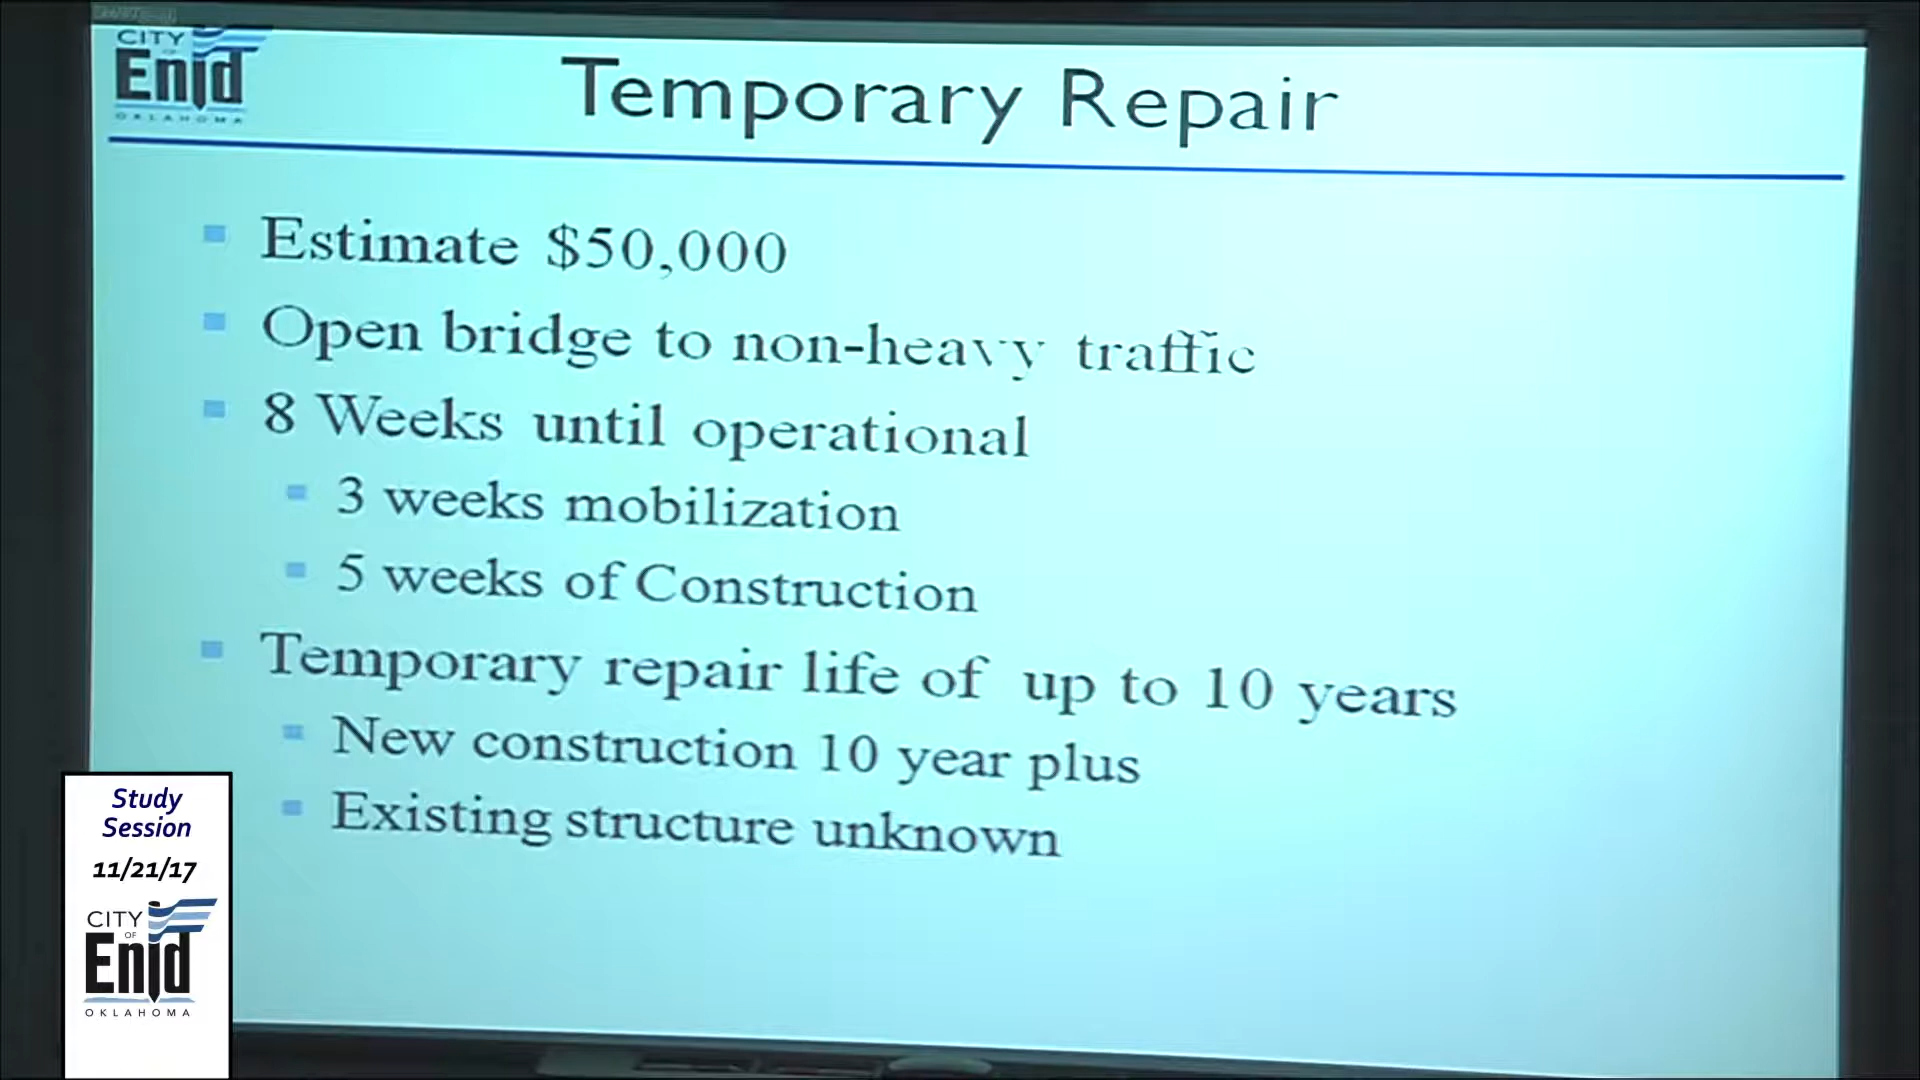 CITY
OF
Enid
OKLAHOMA
Temporary Repair
Estimate $50,000
Open bridge to non-heavy traffic
8 Weeks until operational
3 weeks mobilization
5 weeks of Construction
Temporary repair life of up to 10 years
New construction 10 year plus
Existing structure unknown
Study
Session
11/21/17
CITY
OF
Enid
OKLAHOMA